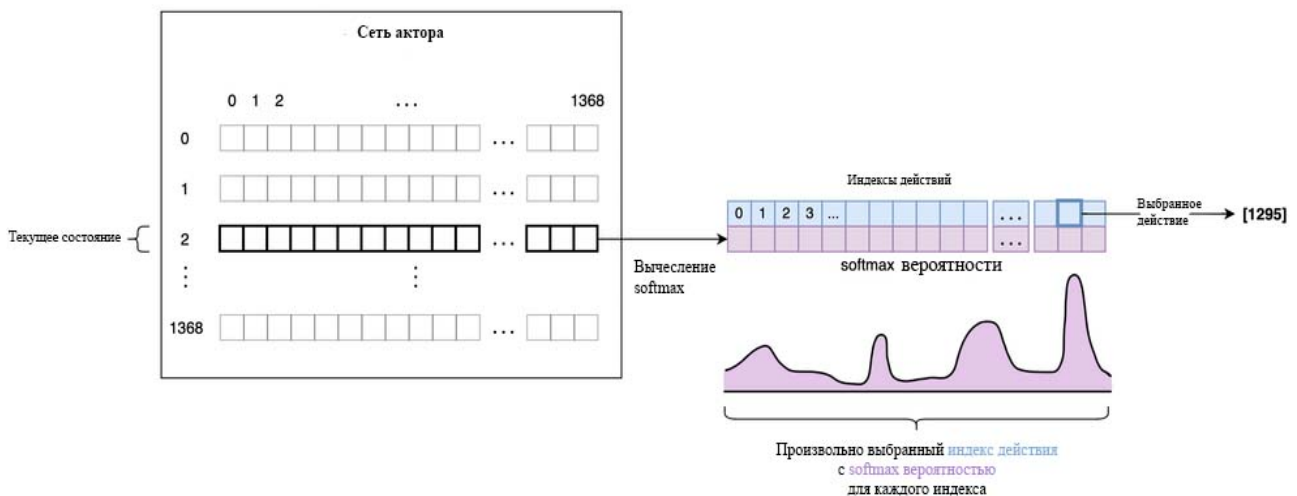 Сеть актора
0 1 2 ... 1368
0 ...
1 ...
Текущее состояние 2 ...
1368 ...
Вычесление
softmax
Индексы действий
0 1 2 3 ... ...
...
softmax вероятности
Выбранное
действие
[1295]
Произвольно выбранный индекс действия
с softmax вероятностью
для каждого индекса